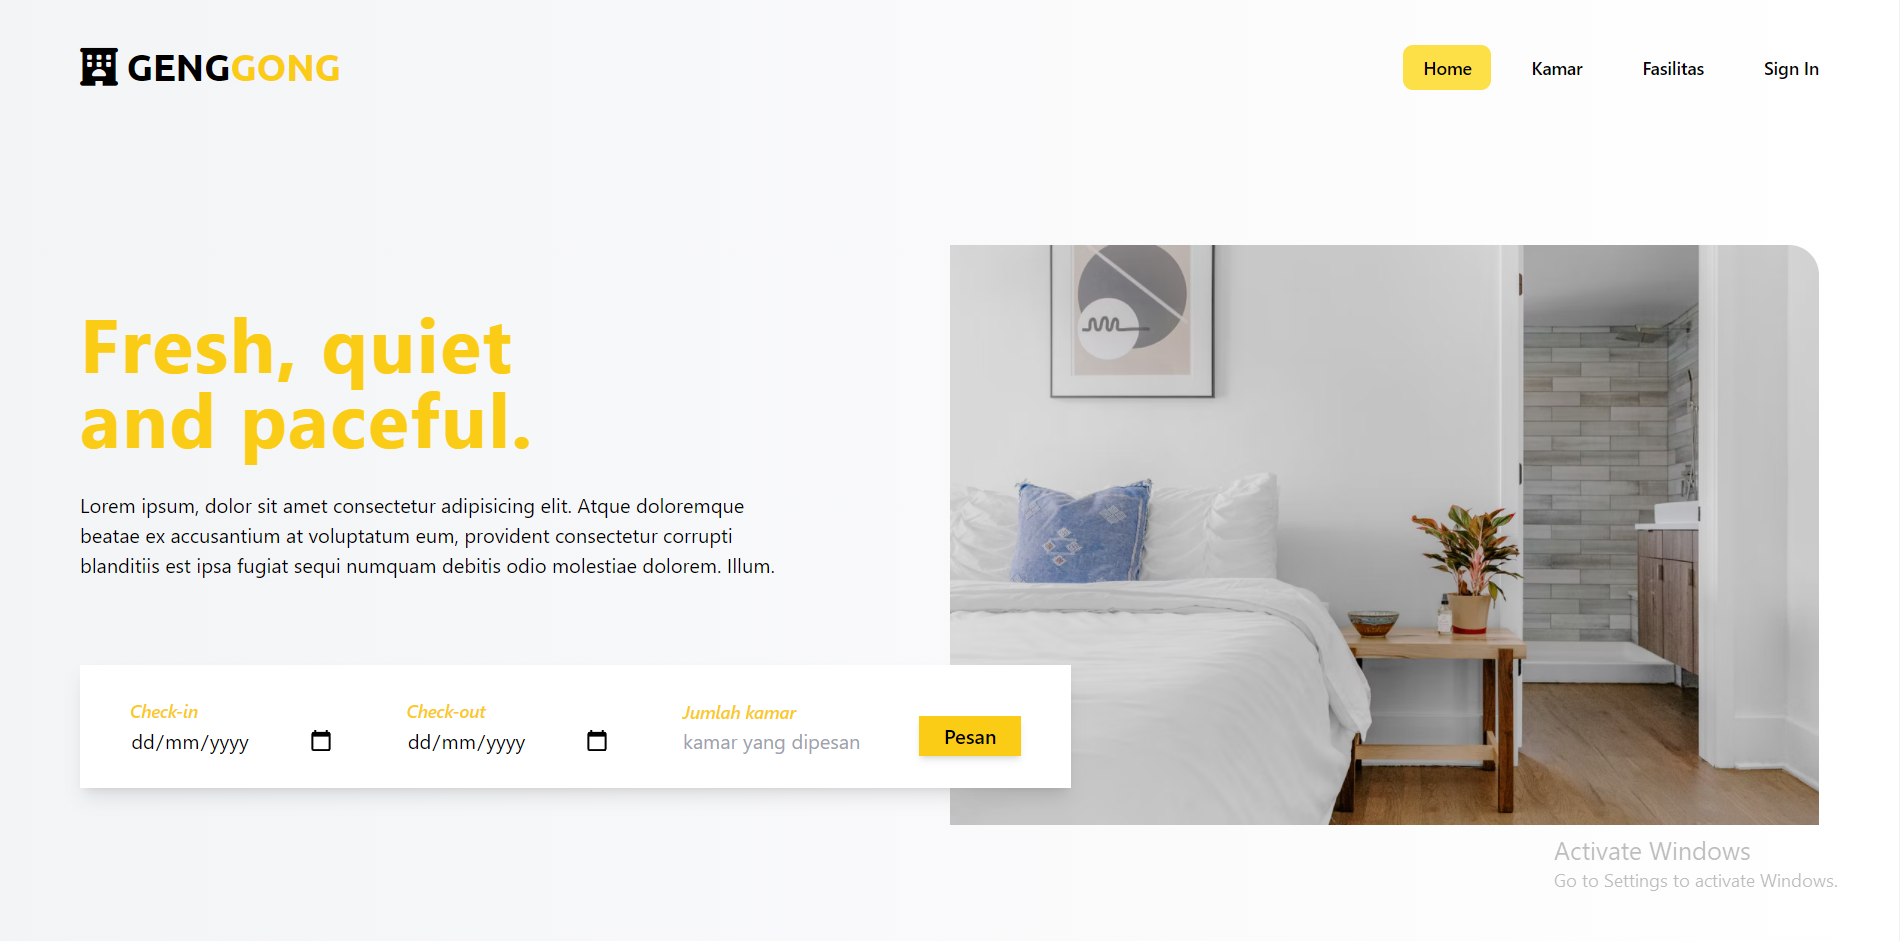 GENGGONG
Home Kamar Fasilitas Sign In
Fresh, quiet
and paceful.
Lorem ipsum, dolor sit amet consectetur adipisicing elit. Atque doloremque
beatae ex accusantium at voluptatum eum, provident consectetur corrupti
blanditiis est ipsa fugiat sequi numquam debitis odio molestiae dolorem. Illum.
Check-in Check-out Jumlah kamar
dd/mm/yyyy dd/mm/yyyy kamar yang dipesan
Pesan
Activate Windows
Go to Settings to activate Windows.